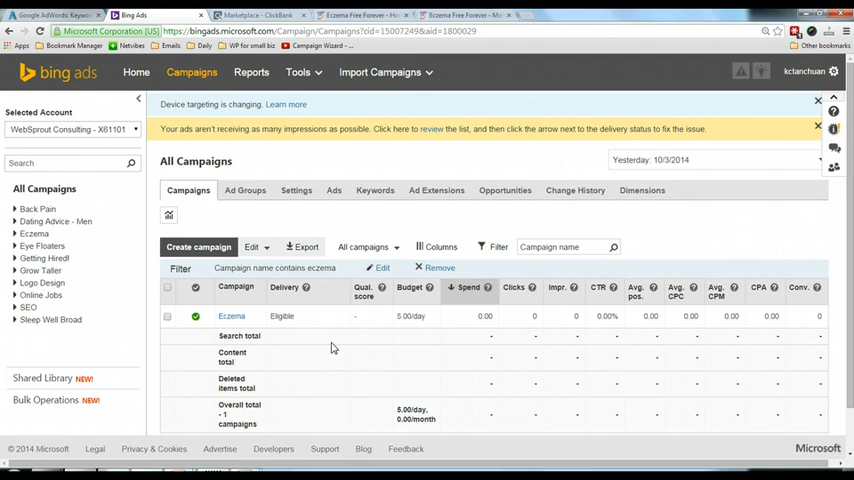 Google AdWords: Keywor
Bing Ads
Marketplace - ClickBank
Eczema Free Forever - Ho
Eczema Free Forever - Mo
Microsoft Corporation [US]
https://bingads.microsoft.com/Campaign/Campaigns?cid=15007249&aid=1800029
Apps
Bookmark Manager
Netvibes
Emails
Daily
WP for small biz
Campaign Wizard -...
Other bookmarks
bing ads
Home
Campaigns
Reports
Tools
Import Campaigns
kctanchuan
Selected Account
WebSprout Consulting - X61101
Search
All Campaigns
Back Pain
Dating Advice - Men
Eczema
Eye Floaters
Getting Hired!
Grow Taller
Logo Design
Online Jobs
SEO
Sleep Well Broad
Shared Library NEW!
Bulk Operations NEW!
Device targeting is changing. Learn more
Your ads aren't receiving as many impressions as possible. Click here to review the list, and then click the arrow next to the delivery status to fix the issue.
All Campaigns
Yesterday: 10/3/2014
Campaigns
Ad Groups
Settings
Ads
Keywords
Ad Extensions
Opportunities
Change History
Dimensions
Create campaign
Edit
Export
All campaigns
Columns
Filter
Campaign name
Filter
Campaign name contains eczema
Edit
Remove
Campaign
Delivery
Qual. score
Budget
Spend
Clicks
Impr.
CTR
Avg. pos.
Avg. CPC
Avg. CPM
CPA
Conv.
Eczema
Eligible
-
5.00/day
0.00
0
0
0.00%
0.00
0.00
0.00
0.00
0
Search total
- - - - - - - - -
Content total
- - - - - - - - -
Deleted items total
- - - - - - - - -
Overall total - 1 campaigns
5.00/day, 0.00/month
- - - - - - - - -
© 2014 Microsoft
Legal
Privacy & Cookies
Advertise
Developers
Support
Blog
Feedback
Microsoft